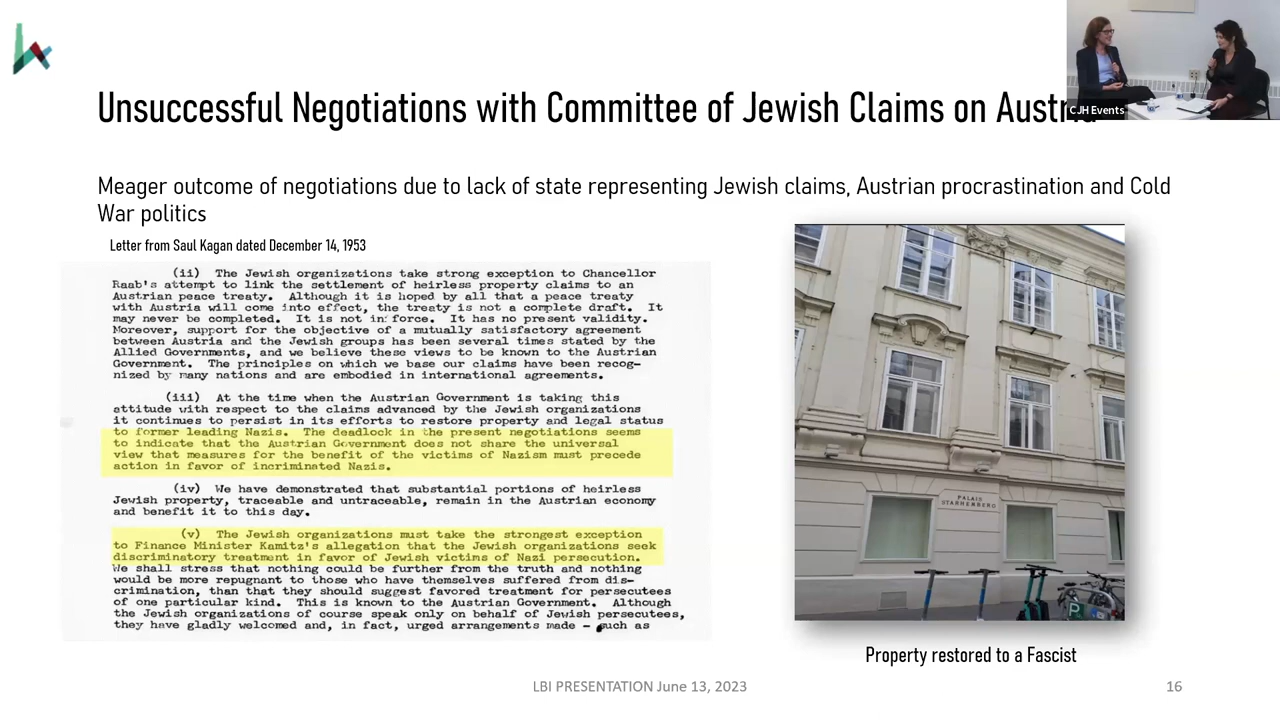 CJH Events
Unsuccessful Negotiations with Committee of Jewish Claims on Austria
Meager outcome of negotiations due to lack of state representing Jewish claims, Austrian procrastination and Cold
War politics
Letter from Saul Kagan dated December 14, 1953
(ii) The Jewish organizations take strong exception to Chancellor
Raab's attempt to link the settlement of heirless property claims to an
Austrian peace treaty. Although it is hoped by all that a peace treaty
with Austria will come into effect, the treaty is not a complete draft. It
may never be completed. It is not in force. It has no present validity.
Moreover, support for the objective of a mutually satisfactory agreement
between Austria and the Jewish groups has been several times stated by the
Allied Governments, and we believe these views to be known to the Austrian
Government. The principles on which we base our claims have been recog-
nized by many nations and are embodied in international agreements.
(iii) At the time when the Austrian Government is taking this
attitude with respect to the claims advanced by the Jewish organizations
it continues to persist in its efforts to restore property and legal status
to former leading Nazis. The deadlock in the present negotiations seems
to indicate that the Austrian Government does not share the universal
view that measures for the benefit of the victims of Nazism must precede
action in favor of incriminated Nazis.
(iv) We have demonstrated that substantial portions of heirless
Jewish property, traceable and untraceable, remain in the Austrian economy
and benefit it to this day.
(v) The Jewish organizations must take the strongest exception
to Finance Minister Kamitz's allegation that the Jewish organizations seek
discriminatory treatment in favor of Jewish victims of Nazi persecution.
We shall stress that nothing could be further from the truth and nothing
would be more repugnant to those who have themselves suffered from dis-
crimination, than that they should suggest favored treatment for persecutees
of one particular kind. This is known to the Austrian Government. Although
the Jewish organizations of course speak only on behalf of Jewish persecutees,
they have gladly welcomed and, in fact, urged arrangements made - such as
PALAIS
STARHEMBERG
P
Property restored to a Fascist
LBI PRESENTATION June 13, 2023
16